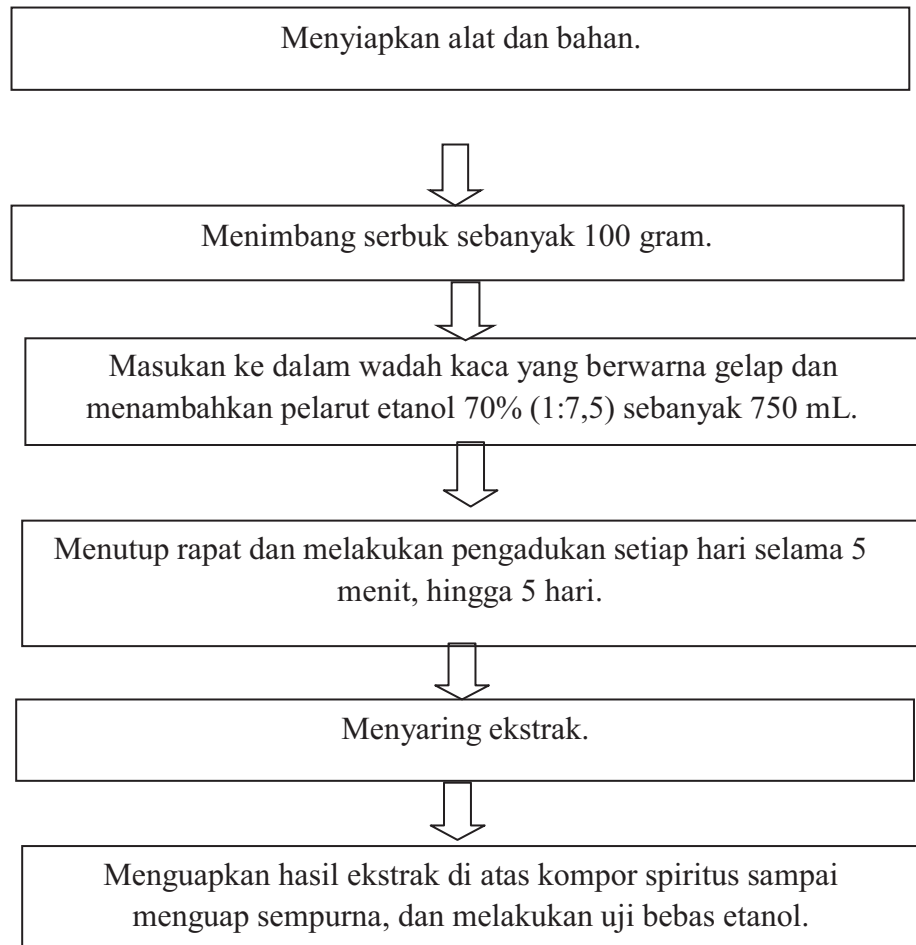 Menyiapkan alat dan bahan.
Menimbang serbuk sebanyak 100 gram.
Masukan ke dalam wadah kaca yang berwarna gelap dan
menambahkan pelarut etanol 70% (1:7,5) sebanyak 750 mL.
Menutup rapat dan melakukan pengadukan setiap hari selama 5
menit, hingga 5 hari.
Menyaring ekstrak.
Menguapkan hasil ekstrak di atas kompor spiritus sampai
menguap sempurna, dan melakukan uji bebas etanol.